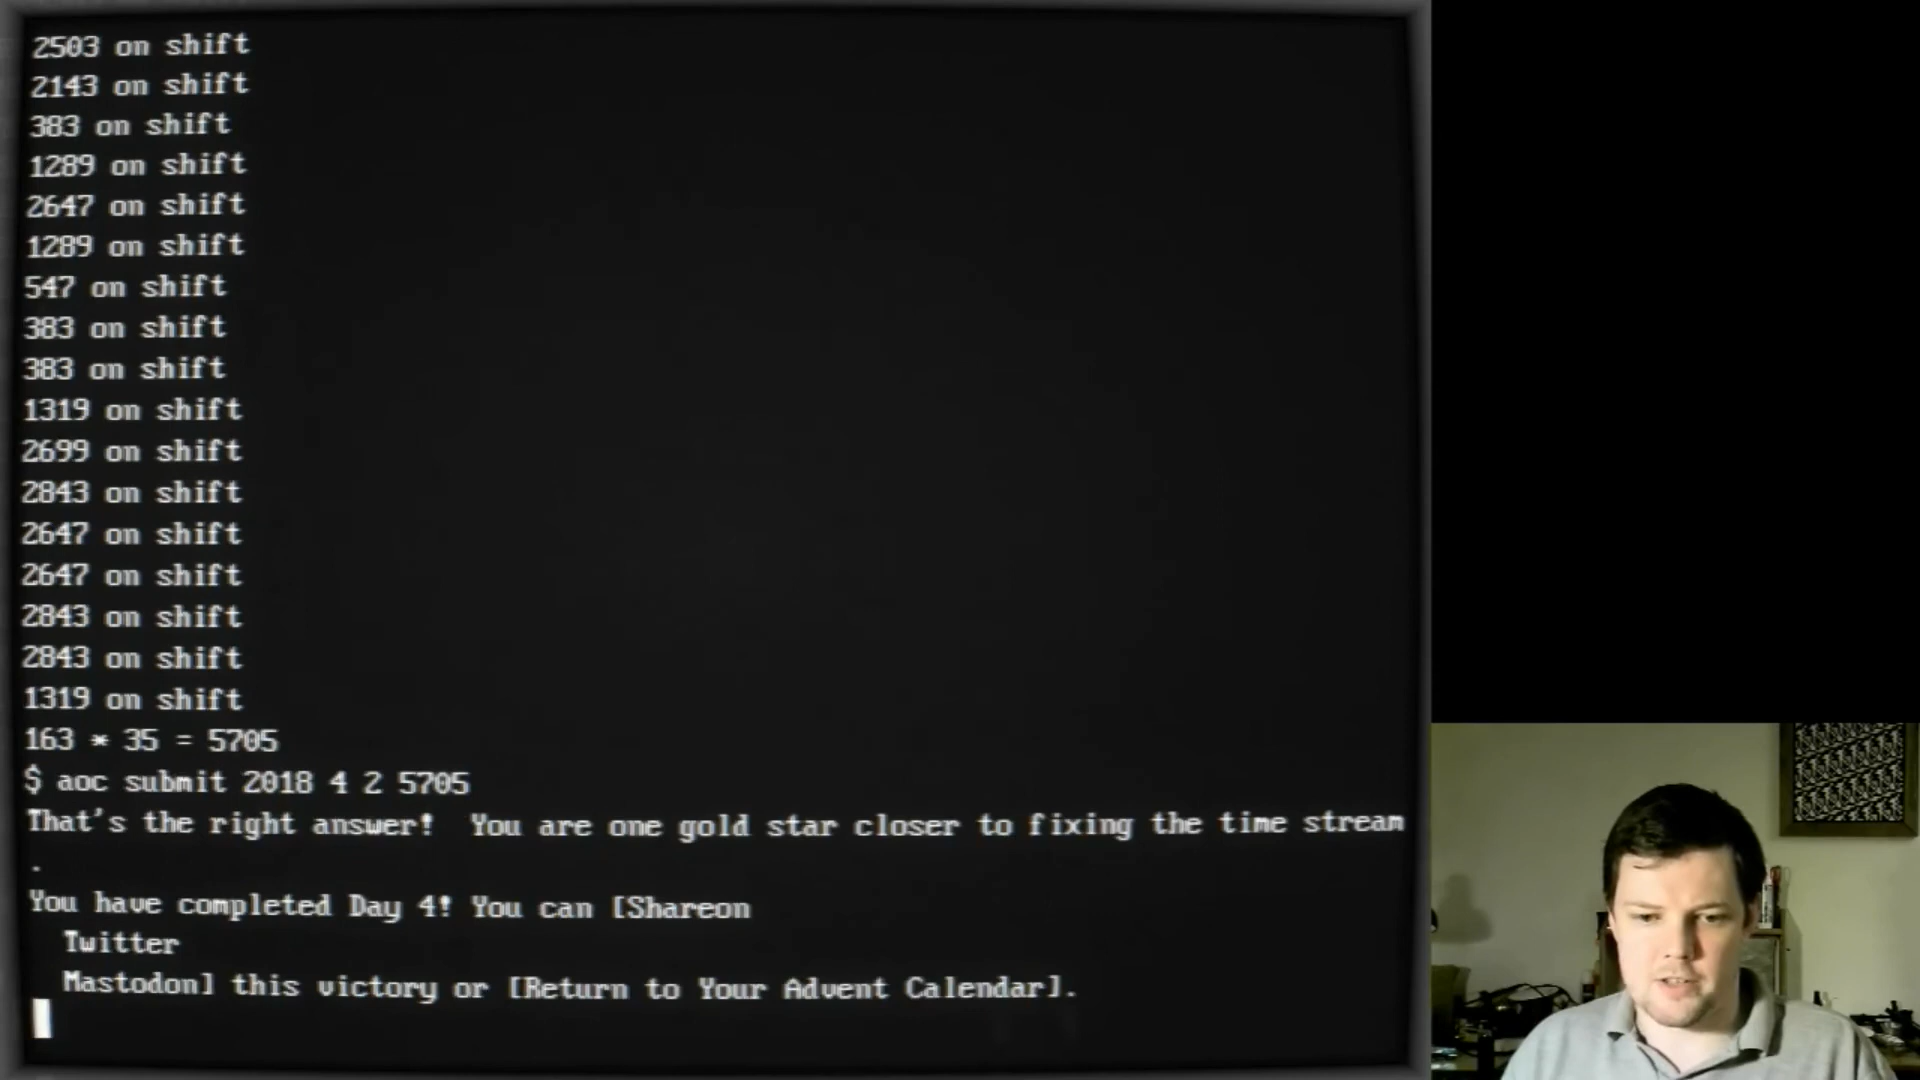 2503 on shift
2143 on shift
383 on shift
1289 on shift
2647 on shift
1289 on shift
547 on shift
383 on shift
383 on shift
1319 on shift
2699 on shift
2843 on shift
2647 on shift
2647 on shift
2843 on shift
2843 on shift
1319 on shift
163 * 35 = 5705
$ aoc submit 2018 4 2 5705
That's the right answer!  You are one gold star closer to fixing the time stream
.
You have completed Day 4! You can [Shareon
  Twitter
  Mastodon] this victory or [Return to Your Advent Calendar].